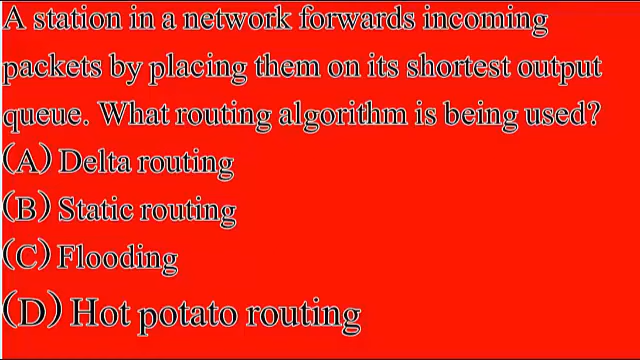 A station in a network forwards incoming
packets by placing them on its shortest output
queue. What routing algorithm is being used?
(A) Delta routing
(B) Static routing
(C) Flooding
(D) Hot potato routing